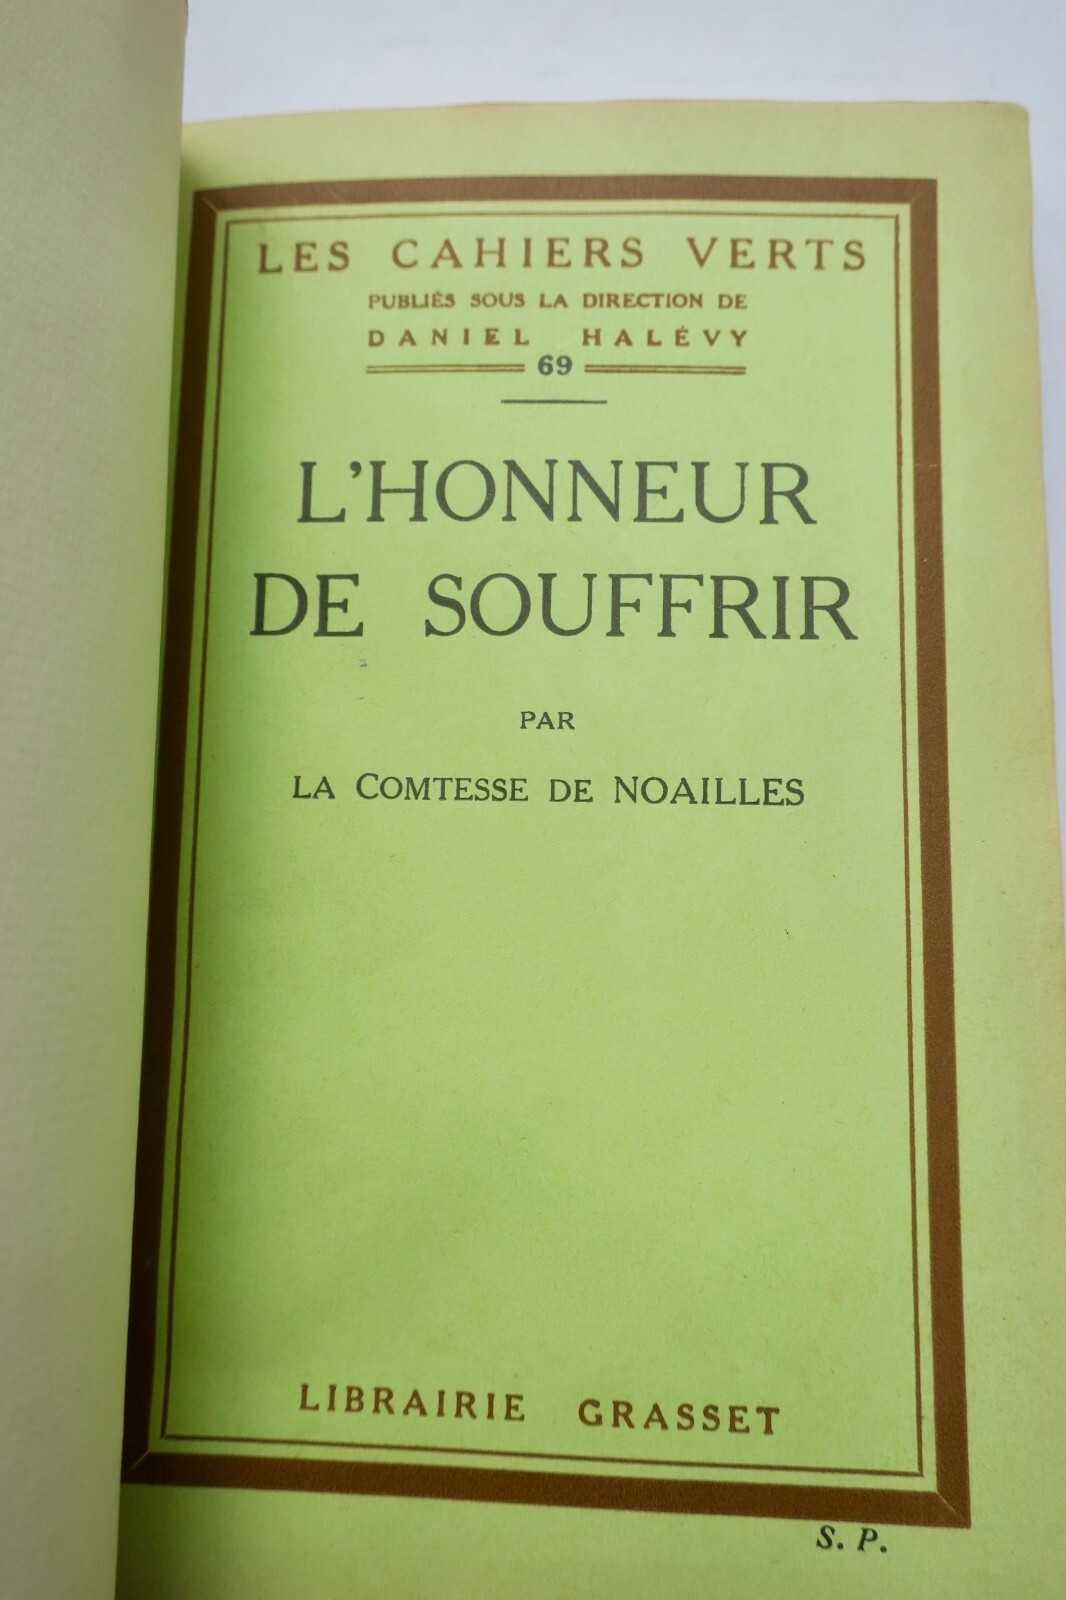 LES CAHIERS VERTS
PUBLIÉS SOUS LA DIRECTION DE
DANIEL HALÉVY
69
L'HONNEUR
DE SOUFFRIR
PAR
LA COMTESSE DE NOAILLES
LIBRAIRIE GRASSET
S. P.